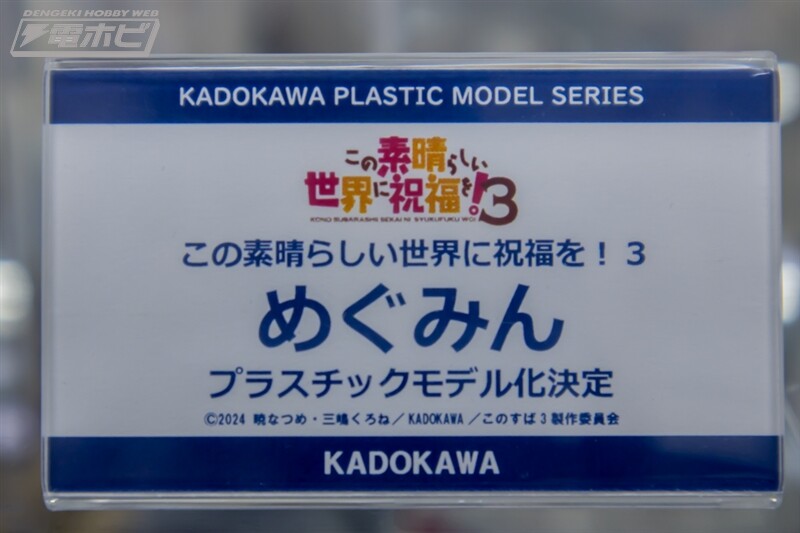 DENGEKI HOBBY WEB
電ホビ
KADOKAWA PLASTIC MODEL SERIES
この素晴らしい
世界に祝福を!3
KONO SUBARASHII SEKAI NI SYUKUFUKU WO!
この素晴らしい世界に祝福を！３
めぐみん
プラスチックモデル化決定
©2024 暁なつめ・三嶋くろね／KADOKAWA／このすば３製作委員会
KADOKAWA